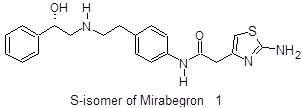 OH
S
H
N
O
NH₂
N
H
N
S-isomer of Mirabegron 1